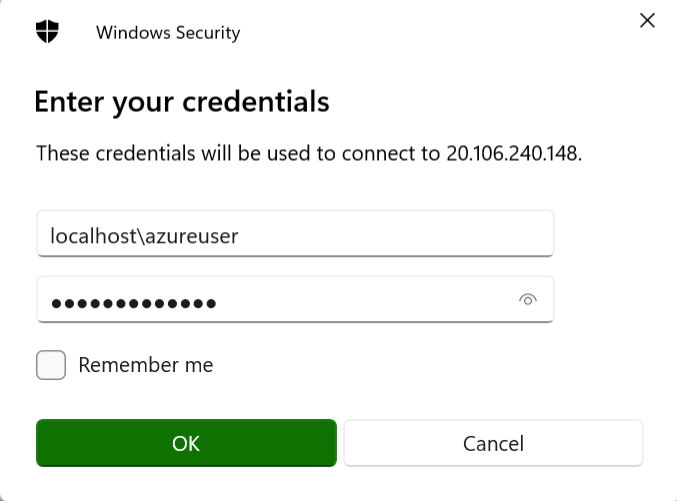 Windows Security
Enter your credentials
These credentials will be used to connect to 20.106.240.148.
localhost\azureuser
●●●●●●●●●●●●●
Remember me
OK
Cancel